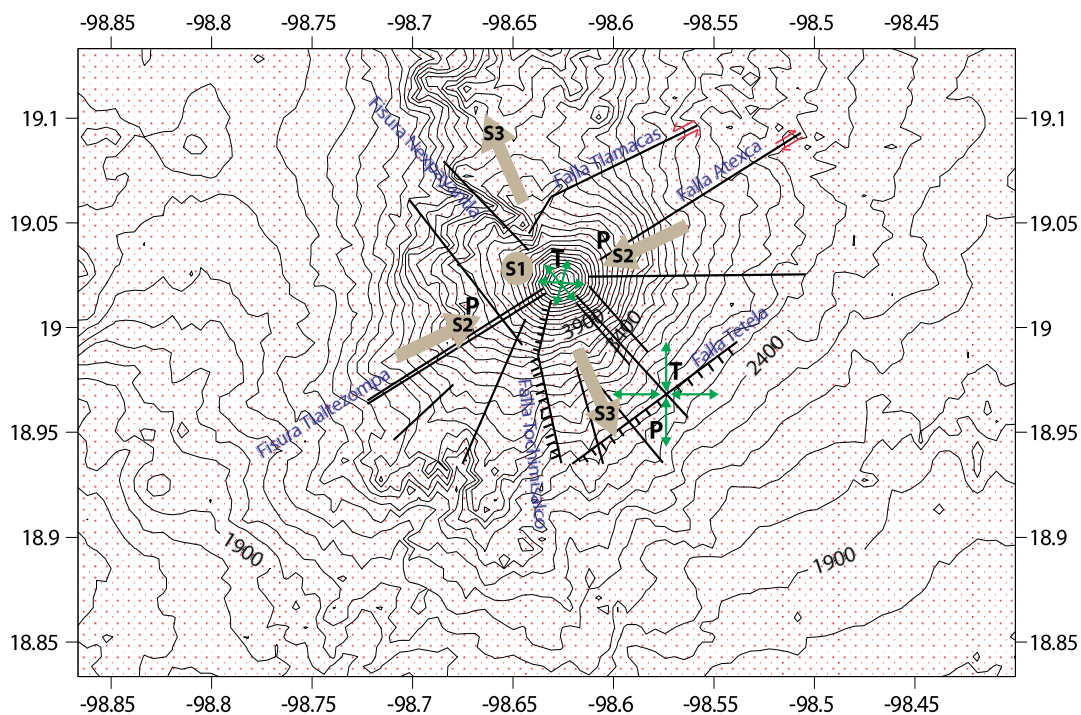 -98.85 -98.8 -98.75 -98.7 -98.65 -98.6 -98.55 -98.5 -98.45
19.1 19.1
S3
Fisura Nexpayantla
Falla Tlamacas
Falla Atexca
19.05 19.05
P
S2
T
S1
P
S2
19 19
3900
Falla Tetela
2400
T
Fisura Tlaltezompa
Falla Tochimisolco
S3
P
18.95 18.95
1900
1900
18.9 18.9
18.85 18.85
-98.85 -98.8 -98.75 -98.7 -98.65 -98.6 -98.55 -98.5 -98.45